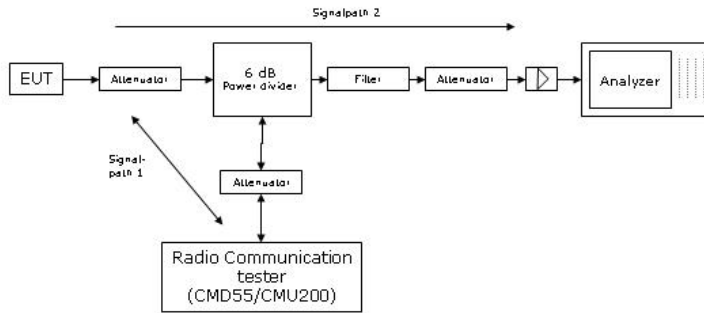 Signalpath 2
EUT
Attenuator
6 dB
Power divider
Filter
Attenuator
Analyzer
Signal-
path 1
Attenuator
Radio Communication
tester
(CMD55/CMU200)